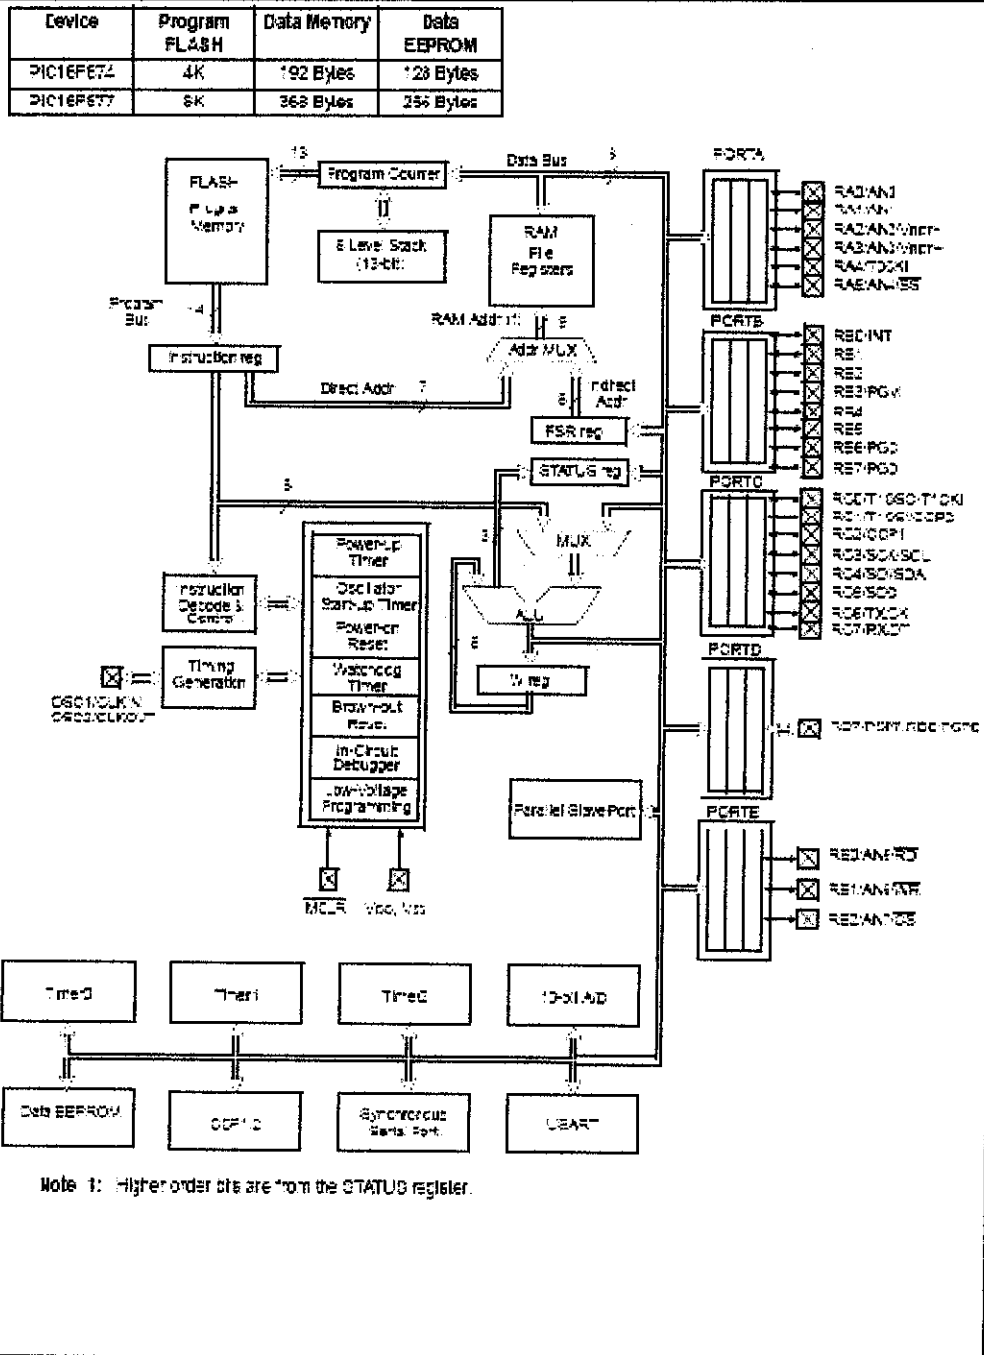 Device Program Data Memory Data
FLASH EEPROM
PIC16F874 4K 192 Bytes 128 Bytes
PIC16F877 8K 368 Bytes 256 Bytes
13
Program Counter
Data Bus
8
PORTA
FLASH
Program
Memory
8 Level Stack
(13-bit)
RAM
File
Registers
RA0/AN0
RA1/AN1
RA4/T0CKI
RA5/AN4/SS
Program
Bus
14
RAM Addr (1)
9
PORTB
Instruction reg
Addr MUX
Direct Addr
7
Indirect
Addr
8
FSR reg
RB0/INT
RB1
RB2
RB3/PGM
RB4
RB5
RB6/PGC
RB7/PGD
STATUS reg
PORTC
8
3
MUX
Power-up
Timer
Oscillator
Start-up Timer
Power-on
Reset
Watchdog
Timer
Brown-out
Reset
In-Circuit
Debugger
Low-Voltage
Programming
Instruction
Decode &
Control
ALU
8
W reg
Timing
Generation
OSC1/CLKIN
OSC2/CLKOUT
RC0/T1OSO/T1CKI
RC2/CCP1
RC3/SCK/SCL
RC4/SDI/SDA
RC5/SDO
RC6/TX/CK
RC7/RX/DT
PORTD
Parallel Slave Port
PORTE
RE0/AN5/RD
RE1/AN6/WR
RE2/AN7/CS
MCLR VDD, VSS
Timer0 Timer1 Timer2 10-bit A/D
Data EEPROM CCP1,2 Synchronous
Serial Port USART
Note 1: Higher order bits are from the STATUS register.